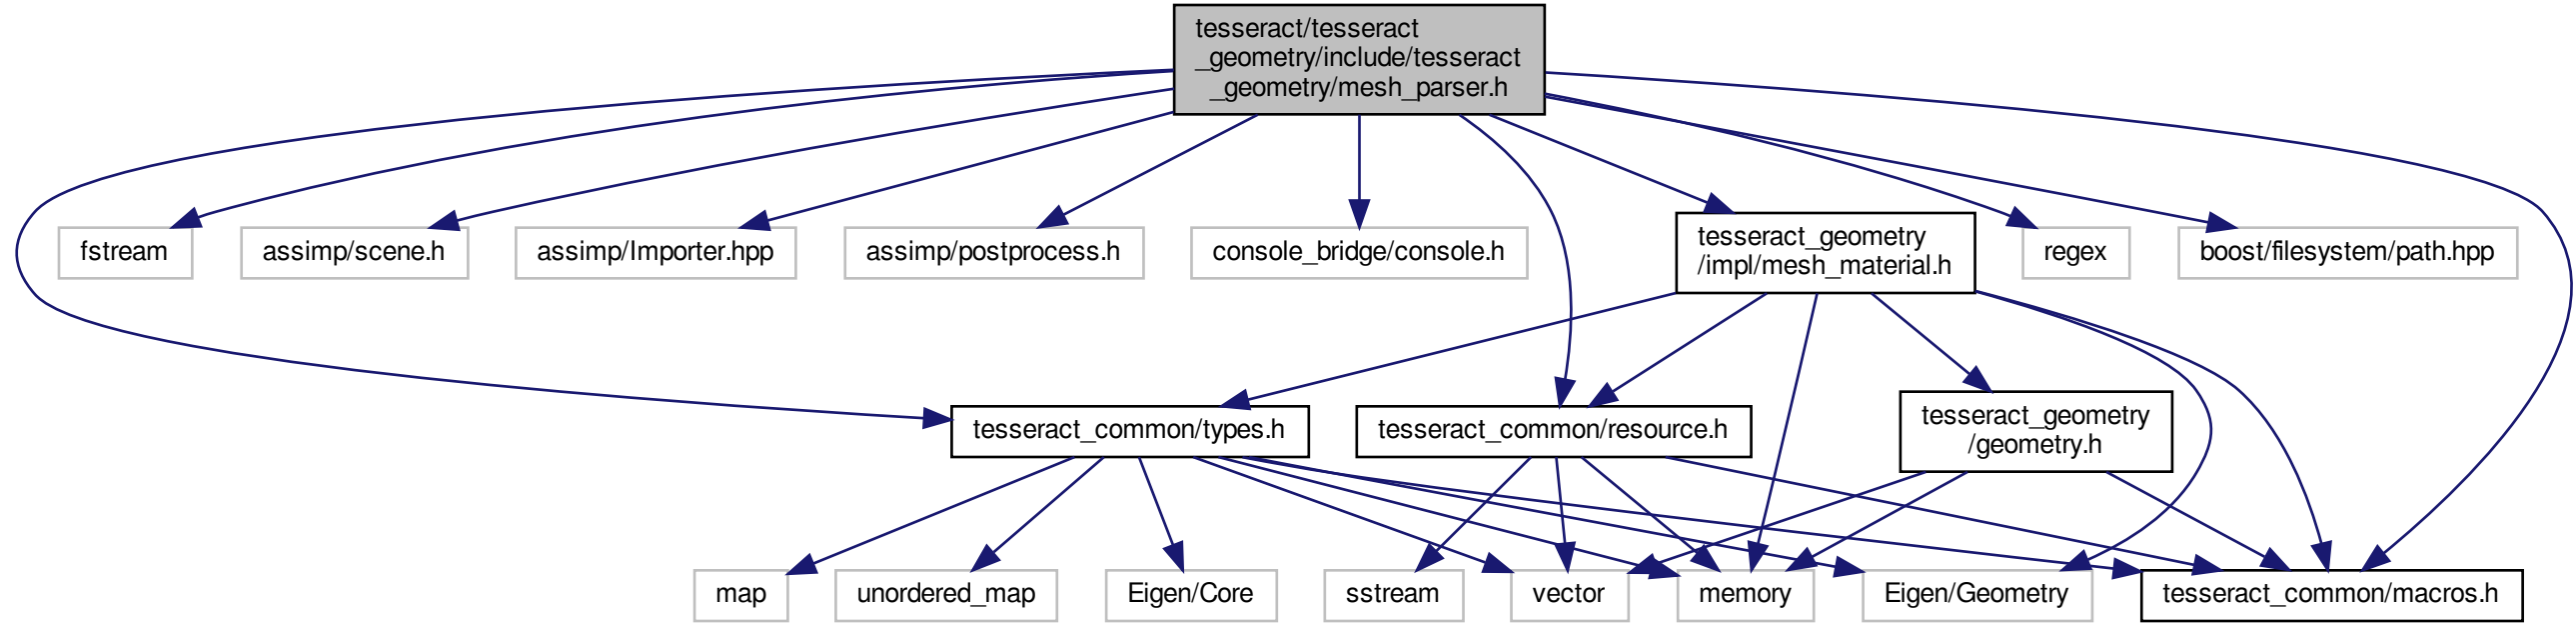 tesseract/tesseract
_geometry/include/tesseract
_geometry/mesh_parser.h
fstream
assimp/scene.h
assimp/Importer.hpp
assimp/postprocess.h
console_bridge/console.h
tesseract_geometry
/impl/mesh_material.h
regex
boost/filesystem/path.hpp
tesseract_common/types.h
tesseract_common/resource.h
tesseract_geometry
/geometry.h
map
unordered_map
Eigen/Core
sstream
vector
memory
Eigen/Geometry
tesseract_common/macros.h